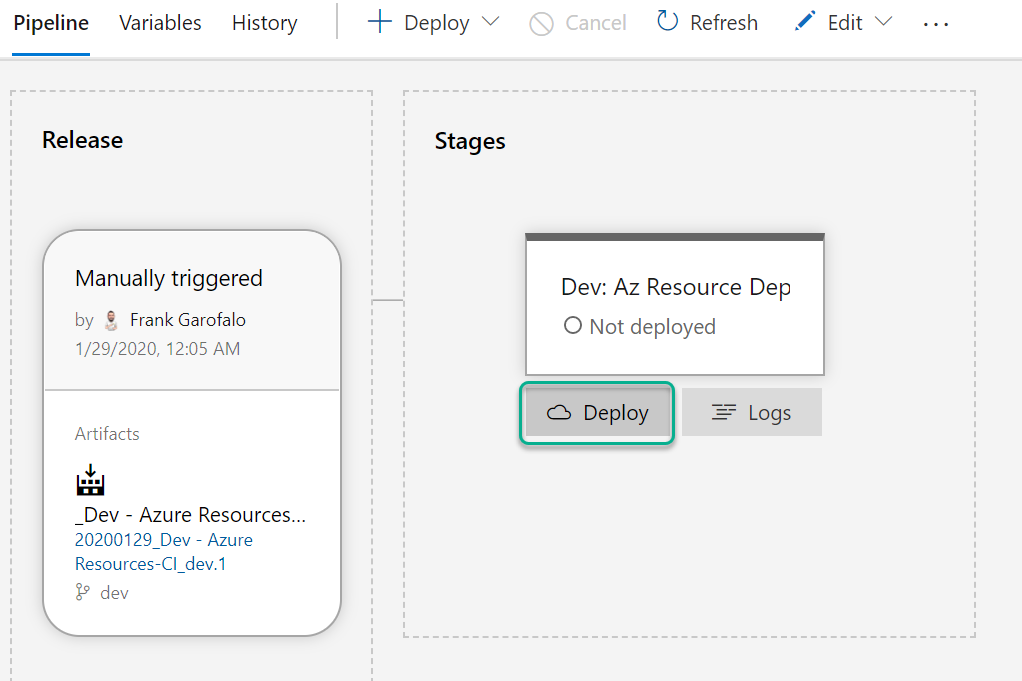 Pipeline Variables History Deploy Cancel Refresh Edit ...
Release
Manually triggered
by Frank Garofalo
1/29/2020, 12:05 AM
Artifacts
_Dev - Azure Resources...
20200129_Dev - Azure
Resources-CI_dev.1
dev
Stages
Dev: Az Resource Dep
Not deployed
Deploy Logs